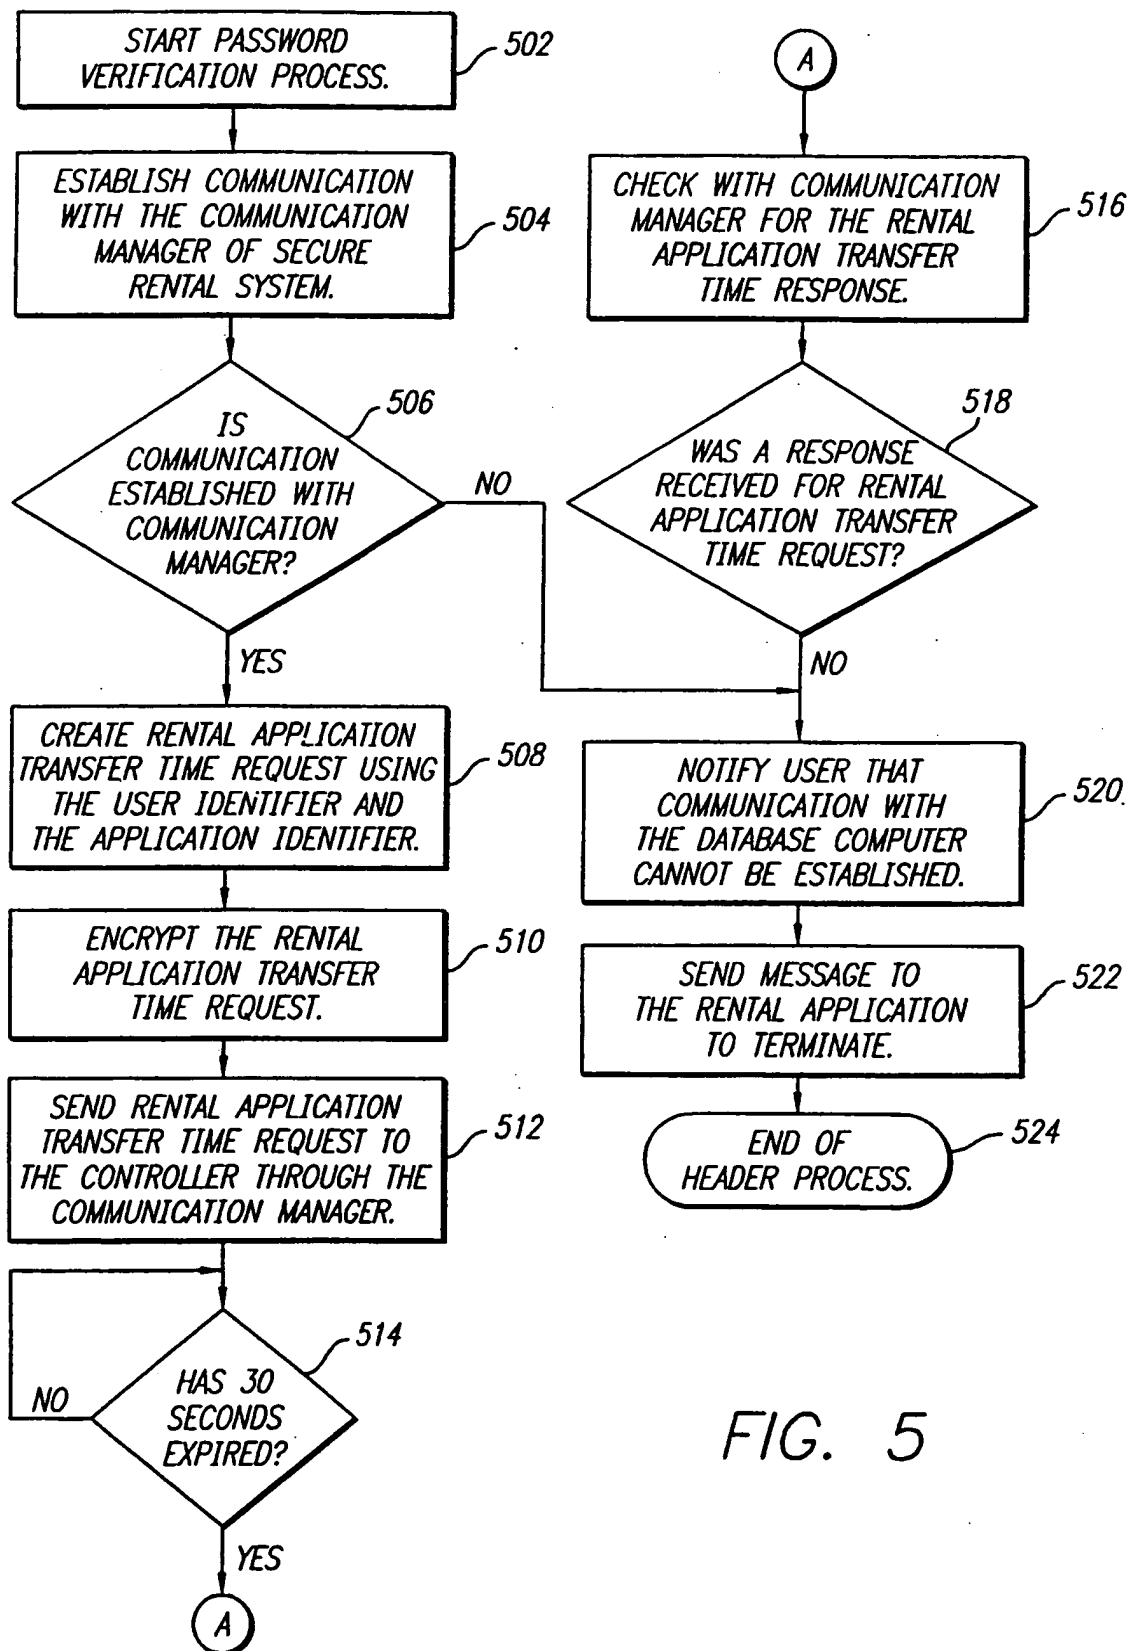 START PASSWORD
VERIFICATION PROCESS.
502
ESTABLISH COMMUNICATION
WITH THE COMMUNICATION
MANAGER OF SECURE
RENTAL SYSTEM.
504
IS
COMMUNICATION
ESTABLISHED WITH
COMMUNICATION
MANAGER?
506
NO
YES
CREATE RENTAL APPLICATION
TRANSFER TIME REQUEST USING
THE USER IDENTIFIER AND
THE APPLICATION IDENTIFIER.
508
ENCRYPT THE RENTAL
APPLICATION TRANSFER
TIME REQUEST.
510
SEND RENTAL APPLICATION
TRANSFER TIME REQUEST TO
THE CONTROLLER THROUGH THE
COMMUNICATION MANAGER.
512
HAS 30
SECONDS
EXPIRED?
514
NO
YES
A
A
CHECK WITH COMMUNICATION
MANAGER FOR THE RENTAL
APPLICATION TRANSFER
TIME RESPONSE.
516
WAS A RESPONSE
RECEIVED FOR RENTAL
APPLICATION TRANSFER
TIME REQUEST?
518
NO
NOTIFY USER THAT
COMMUNICATION WITH
THE DATABASE COMPUTER
CANNOT BE ESTABLISHED.
520.
SEND MESSAGE TO
THE RENTAL APPLICATION
TO TERMINATE.
522
END OF
HEADER PROCESS.
524
FIG. 5